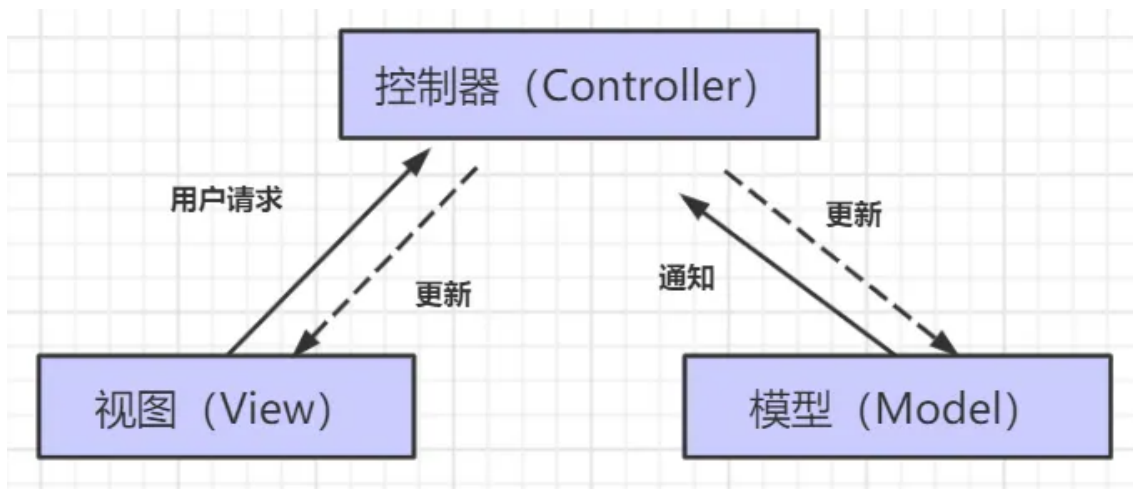 控制器（Controller）
用户请求
更新
更新
通知
视图（View）
模型（Model）